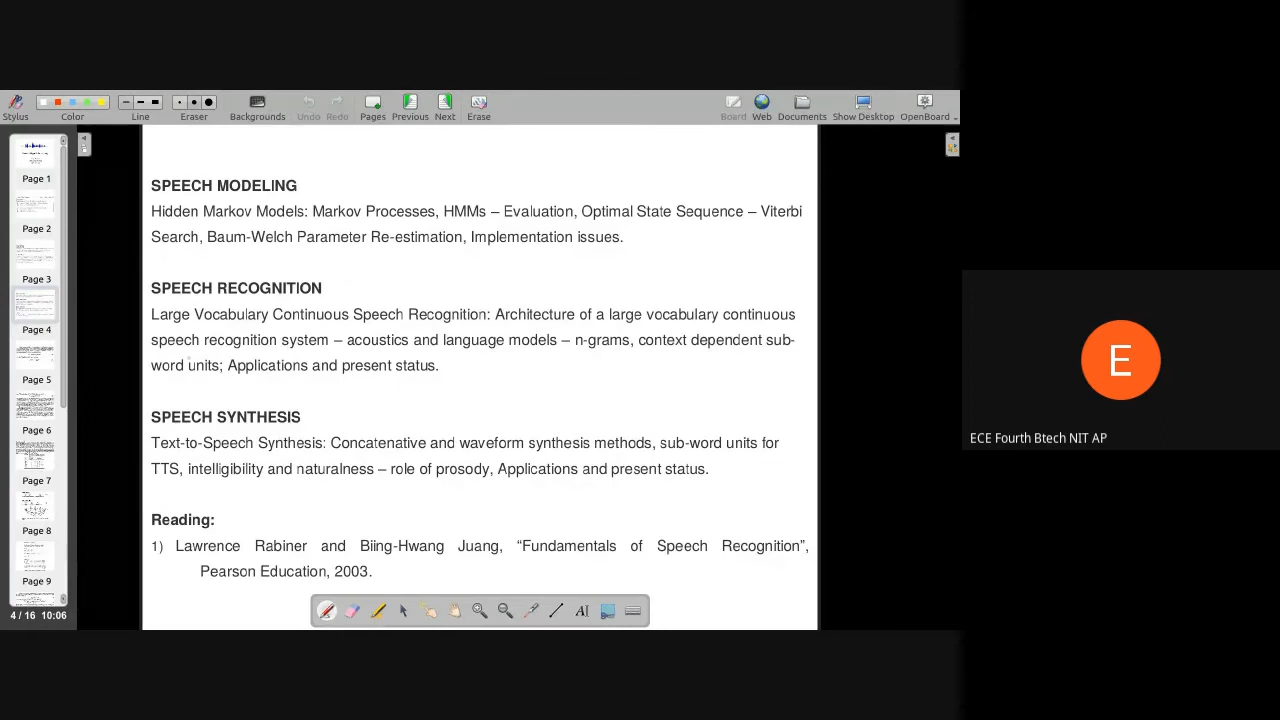 Stylus
Color
Line
Eraser
Backgrounds
Undo
Redo
Pages
Previous
Next
Erase
Board
Web
Documents
Show Desktop
OpenBoard
Page 1
Page 2
Page 3
Page 4
Page 5
Page 6
Page 7
Page 8
Page 9
4 / 16 10:06
SPEECH MODELING
Hidden Markov Models: Markov Processes, HMMs – Evaluation, Optimal State Sequence – Viterbi
Search, Baum-Welch Parameter Re-estimation, Implementation issues.
SPEECH RECOGNITION
Large Vocabulary Continuous Speech Recognition: Architecture of a large vocabulary continuous
speech recognition system – acoustics and language models – n-grams, context dependent sub-
word units; Applications and present status.
SPEECH SYNTHESIS
Text-to-Speech Synthesis: Concatenative and waveform synthesis methods, sub-word units for
TTS, intelligibility and naturalness – role of prosody, Applications and present status.
Reading:
1) Lawrence Rabiner and Biing-Hwang Juang, “Fundamentals of Speech Recognition”,
Pearson Education, 2003.
AI
E
ECE Fourth Btech NIT AP